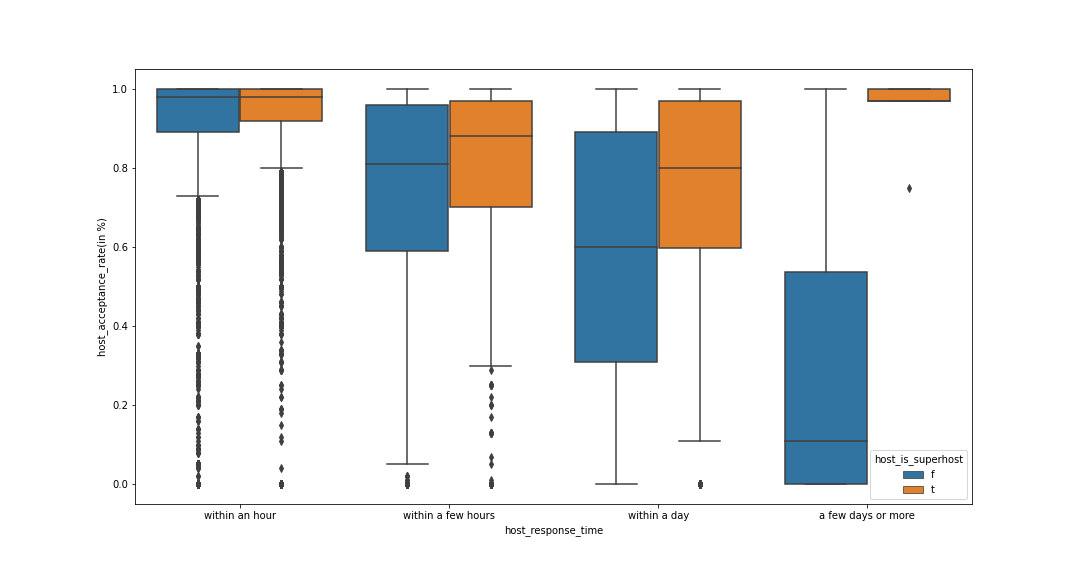 1.0
0.8
0.6
0.4
0.2
0.0
host_acceptance_rate(in %)
within an hour
within a few hours
within a day
a few days or more
host_response_time
host_is_superhost
f
t